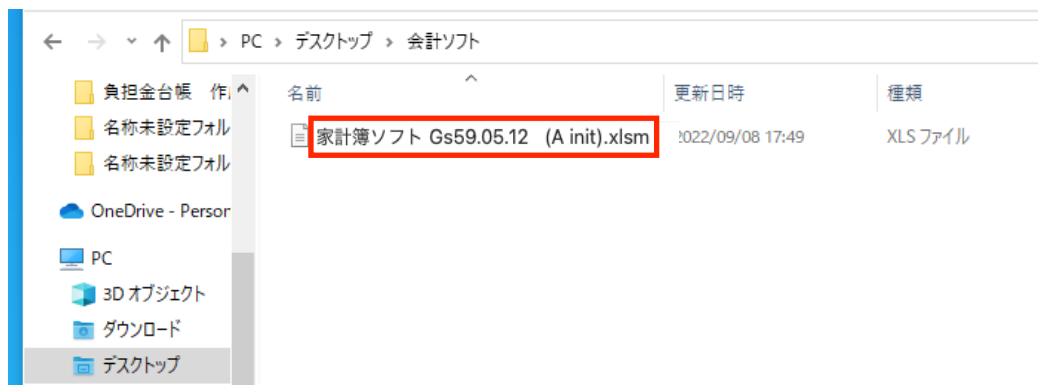 PC › デスクトップ › 会計ソフト
負担金台帳 作
名称未設定フォル
名称未設定フォル
OneDrive - Person
PC
3D オブジェクト
ダウンロード
デスクトップ
名前 更新日時 種類
家計簿ソフト Gs59.05.12 (A init).xlsm 2022/09/08 17:49 XLS ファイル